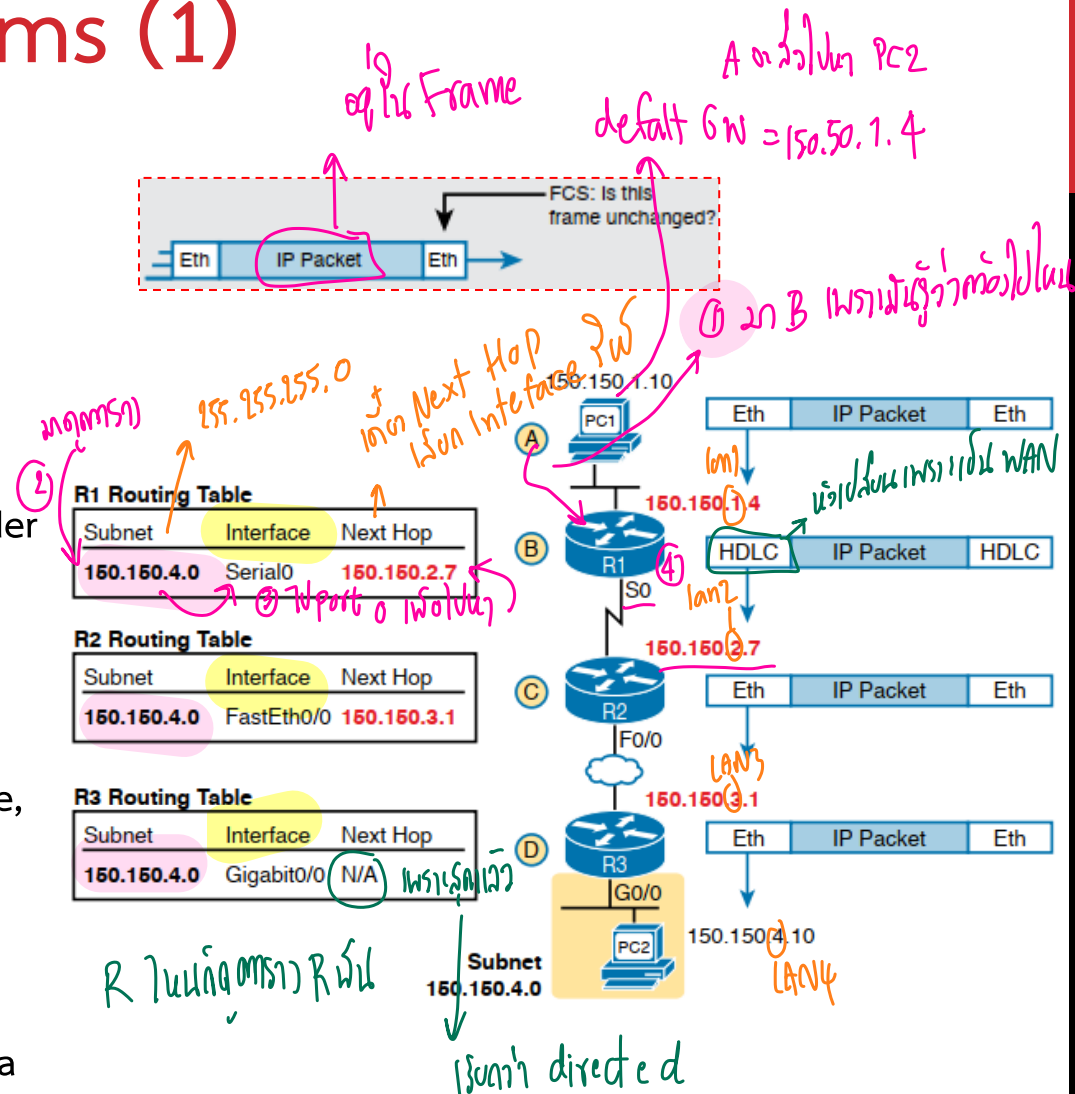 ms (1)
อยู่ใน Frame
A จะส่งไปหา PC2
defalt GW = 150.50.1.4
FCS: Is this
frame unchanged?
Eth IP Packet Eth
① มา B เพราะมันรู้ว่าต้องไปไหน
255.255.255.0
Next Hop
เลือก Inteface ให้
150.150.1.10
PC1
A
Eth IP Packet Eth
มาดูตาราง
②
lan1
หัวเปลี่ยนเพราะเป็น WAN
150.150.1.4
R1 Routing Table
ler
Subnet Interface Next Hop
150.150.4.0 Serial0 150.150.2.7
③ ไป port 0 เพื่อไปหา
B
R1
④
S0
HDLC IP Packet HDLC
lan2
150.150.2.7
R2 Routing Table
Subnet Interface Next Hop
150.150.4.0 FastEth0/0 150.150.3.1
C
R2
F0/0
Eth IP Packet Eth
LAN3
150.150.3.1
e,
R3 Routing Table
Subnet Interface Next Hop
150.150.4.0 Gigabit0/0 N/A
เพราะสุดแล้ว
D
R3
G0/0
Eth IP Packet Eth
PC2
150.150.4.10
LAN4
Subnet
150.150.4.0
R ไหนก็ดูตาราง R นั้น
a
เรียกว่า directed